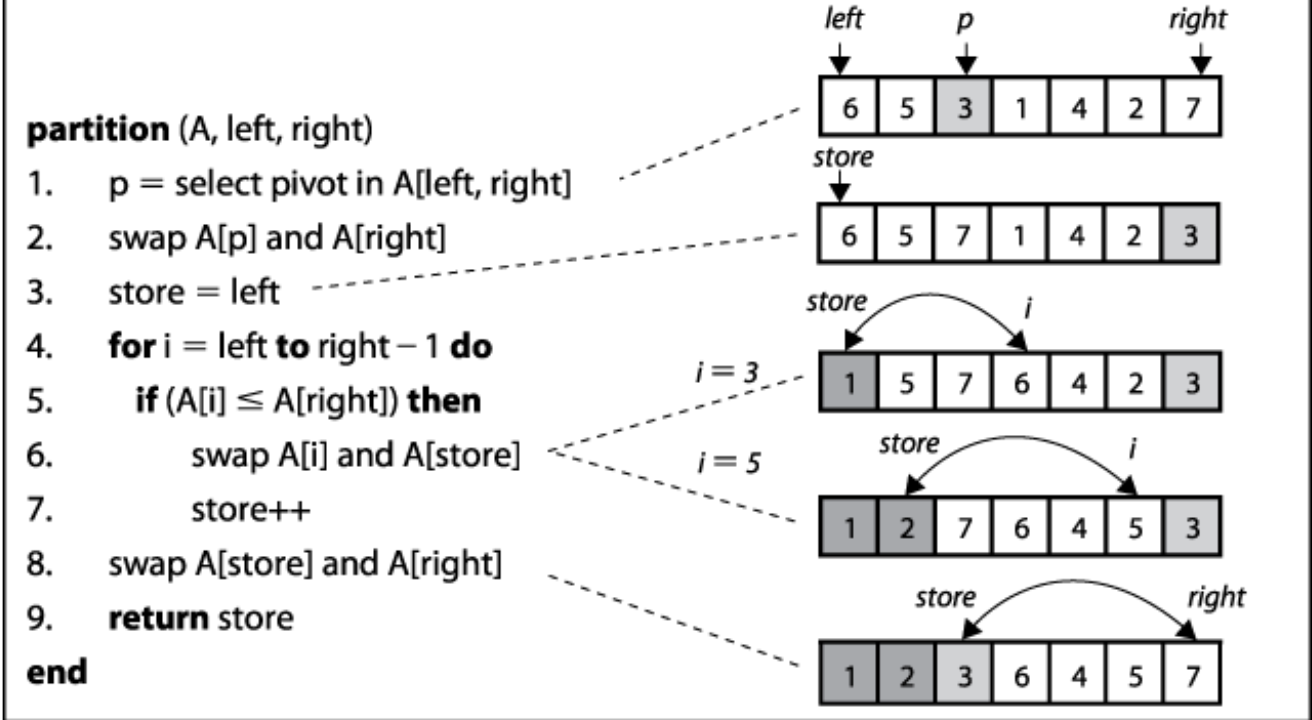 partition (A, left, right)
1. p = select pivot in A[left, right]
2. swap A[p] and A[right]
3. store = left
4. for i = left to right – 1 do
5. if (A[i] ≤ A[right]) then
6. swap A[i] and A[store]
7. store++
8. swap A[store] and A[right]
9. return store
end
left p right
6 5 3 1 4 2 7
store
6 5 7 1 4 2 3
store i
i = 3
1 5 7 6 4 2 3
store i
i = 5
1 2 7 6 4 5 3
store right
1 2 3 6 4 5 7